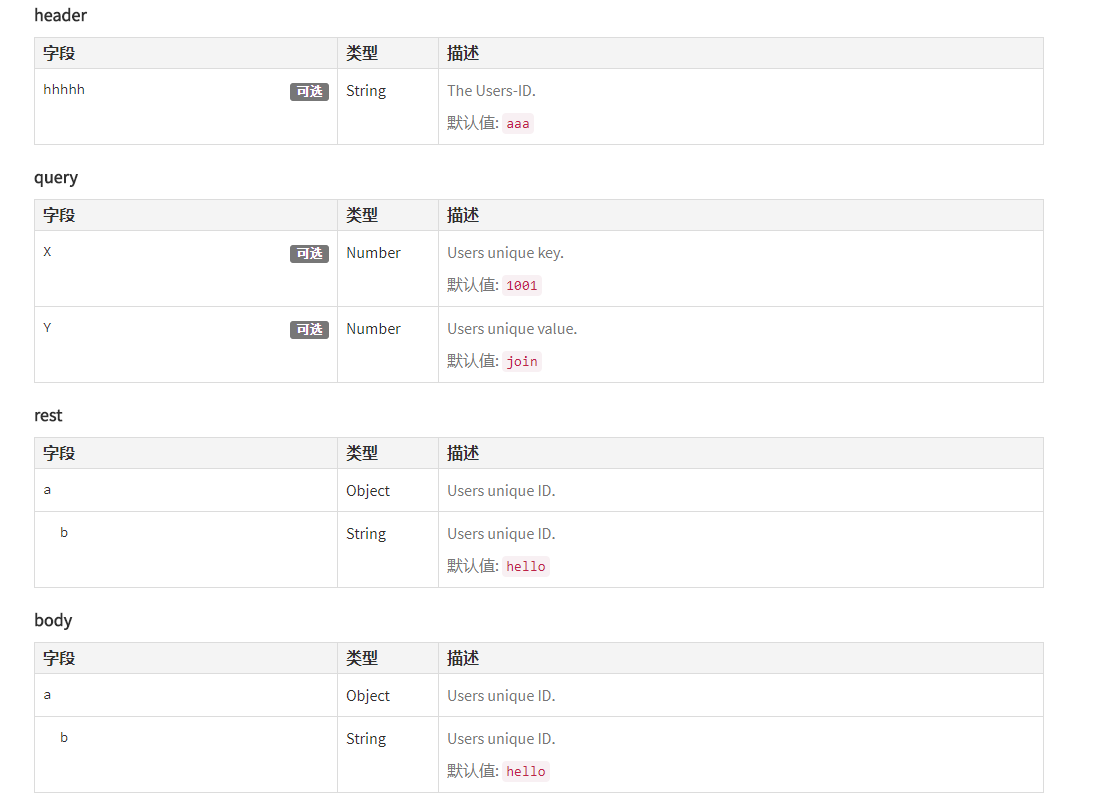 header
字段 类型 描述
hhhhh 可选 String The Users-ID.
默认值: aaa
query
字段 类型 描述
X 可选 Number Users unique key.
默认值: 1001
Y 可选 Number Users unique value.
默认值: join
rest
字段 类型 描述
a Object Users unique ID.
b String Users unique ID.
默认值: hello
body
字段 类型 描述
a Object Users unique ID.
b String Users unique ID.
默认值: hello